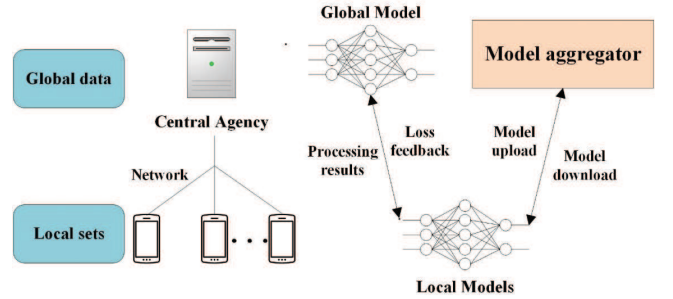 Global Model
Global data
Central Agency
Model aggregator
Network
Processing
results
Loss
feedback
Model
upload
Model
download
Local sets
Local Models